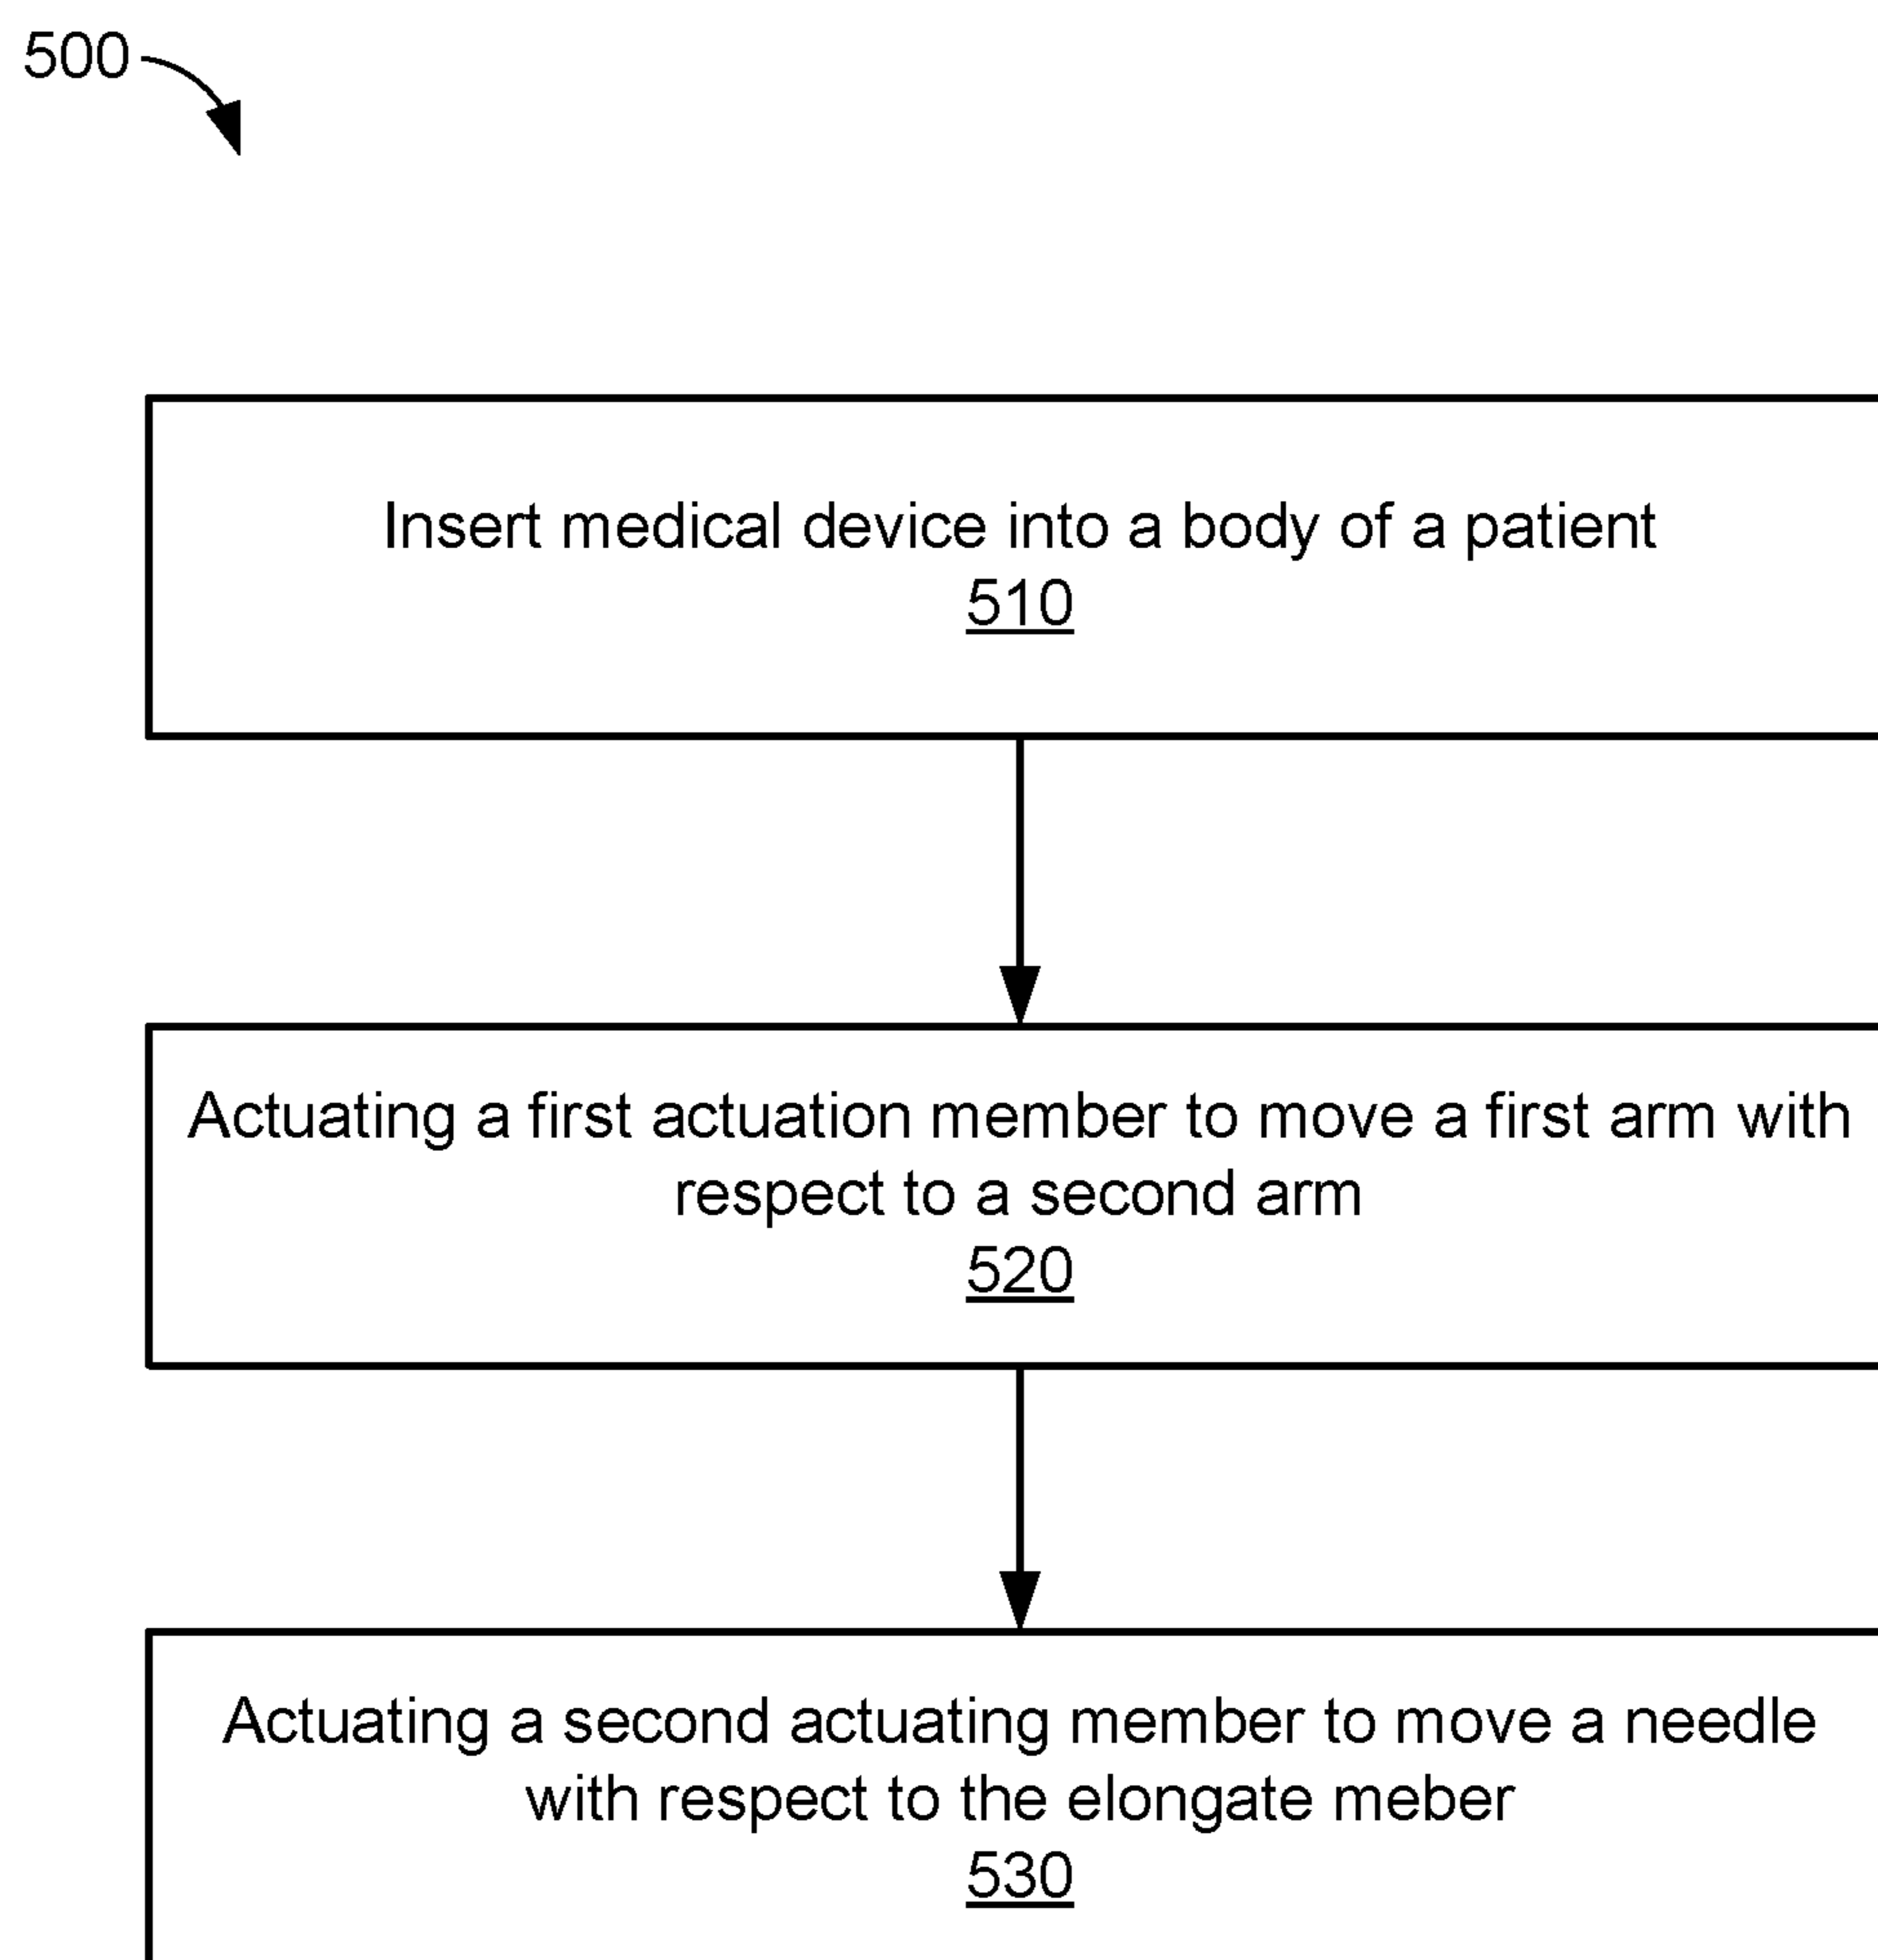 500
Insert medical device into a body of a patient
510
Actuating a first actuation member to move a first arm with
respect to a second arm
520
Actuating a second actuating member to move a needle
with respect to the elongate meber
530